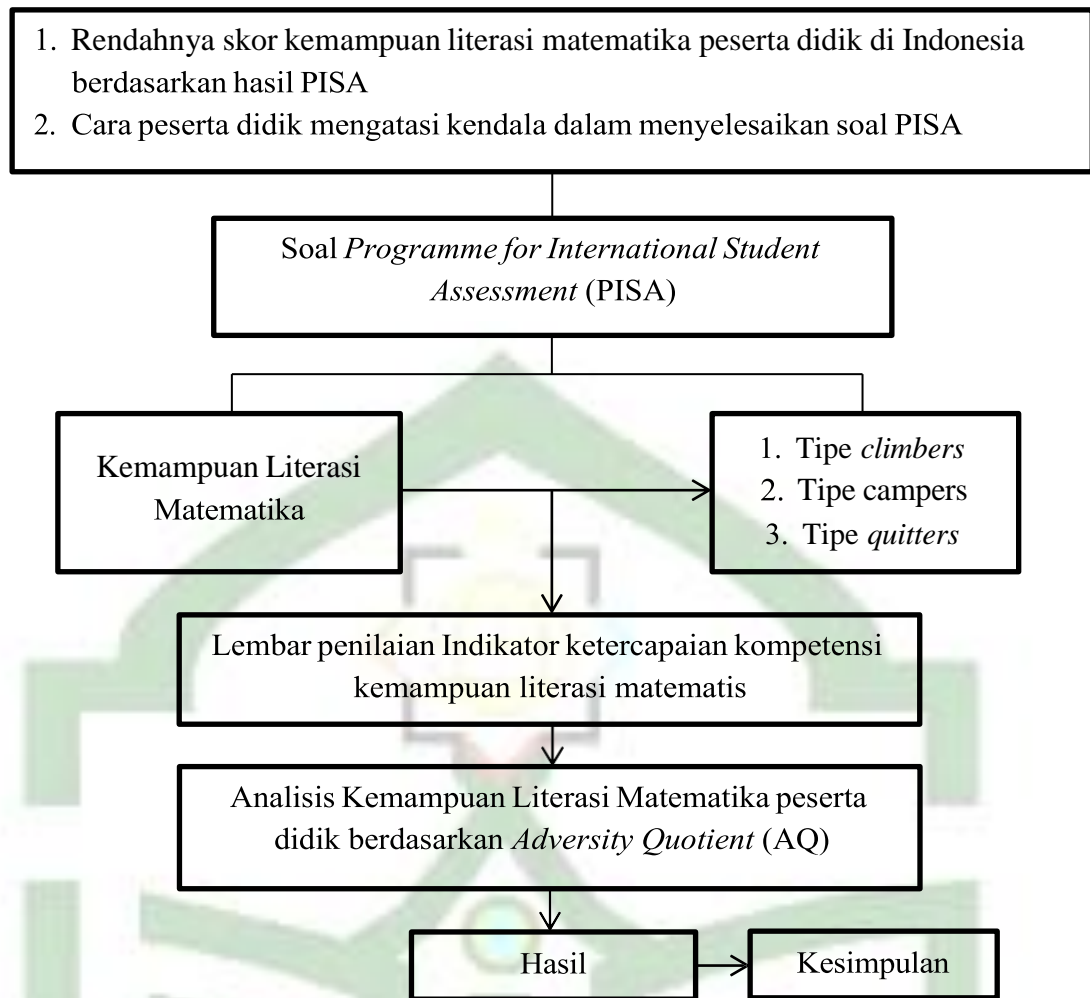 1. Rendahnya skor kemampuan literasi matematika peserta didik di Indonesia
berdasarkan hasil PISA
2. Cara peserta didik mengatasi kendala dalam menyelesaikan soal PISA
Soal Programme for International Student
Assessment (PISA)
Kemampuan Literasi
Matematika
1. Tipe climbers
2. Tipe campers
3. Tipe quitters
Lembar penilaian Indikator ketercapaian kompetensi
kemampuan literasi matematis
Analisis Kemampuan Literasi Matematika peserta
didik berdasarkan Adversity Quotient (AQ)
Hasil
Kesimpulan